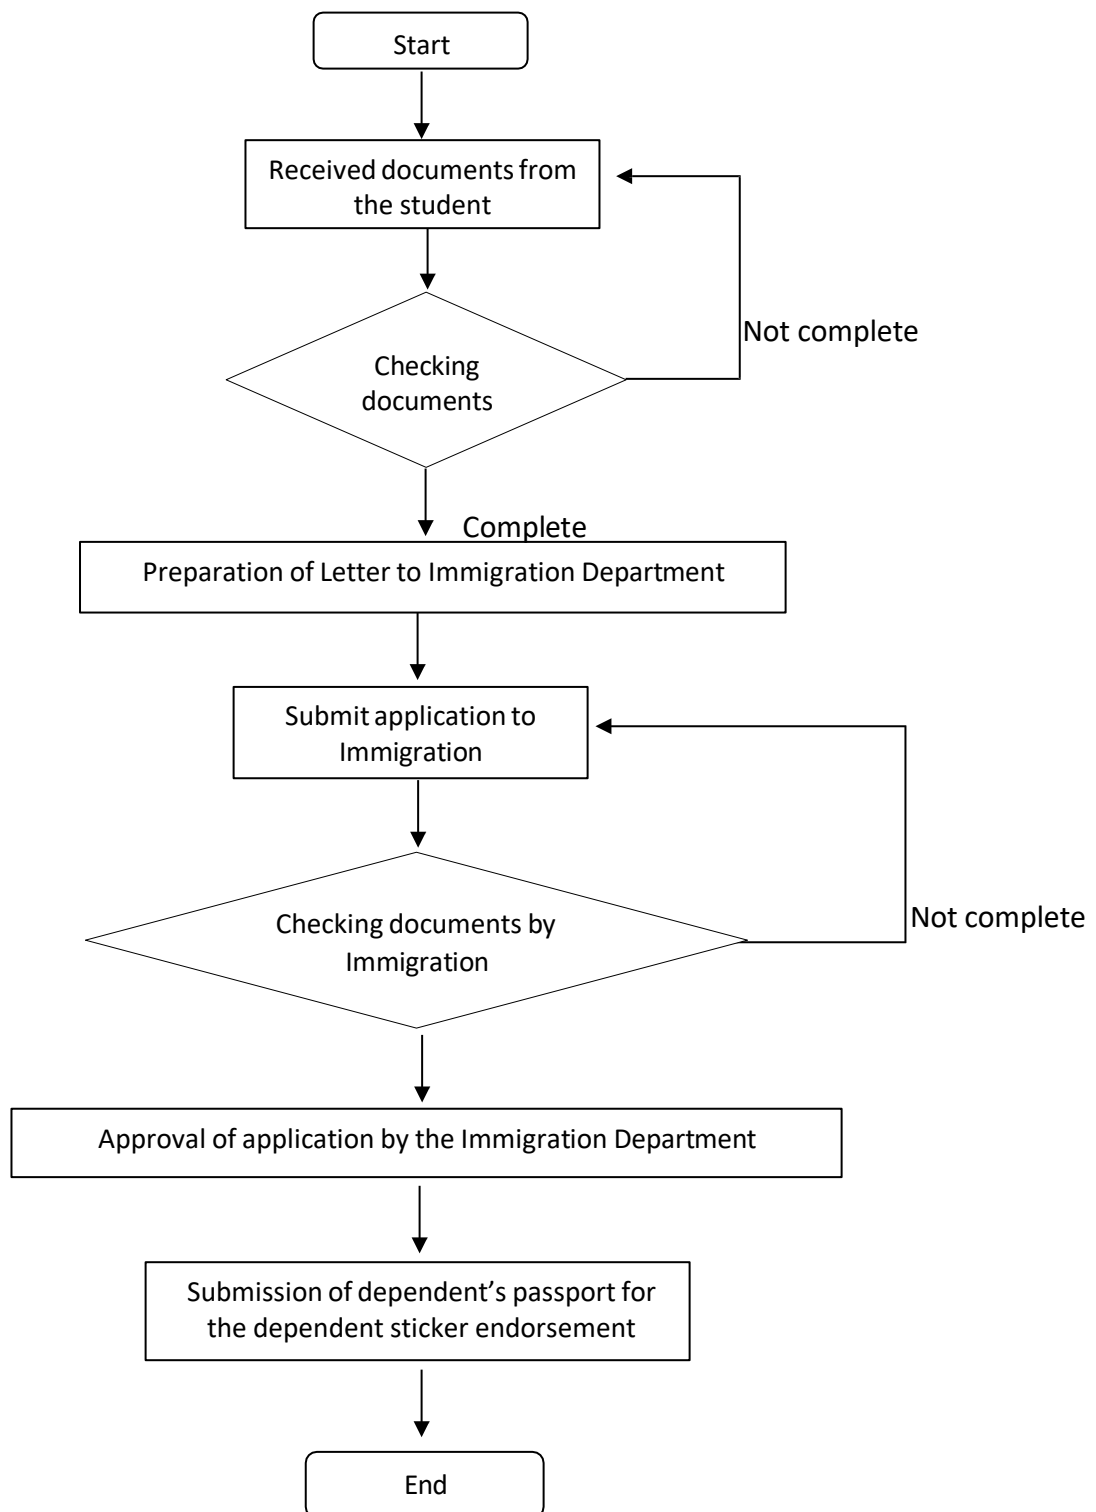 Start
Received documents from
the student
Not complete
Checking
documents
Complete
Preparation of Letter to Immigration Department
Submit application to
Immigration
Not complete
Checking documents by
Immigration
Approval of application by the Immigration Department
Submission of dependent’s passport for
the dependent sticker endorsement
End